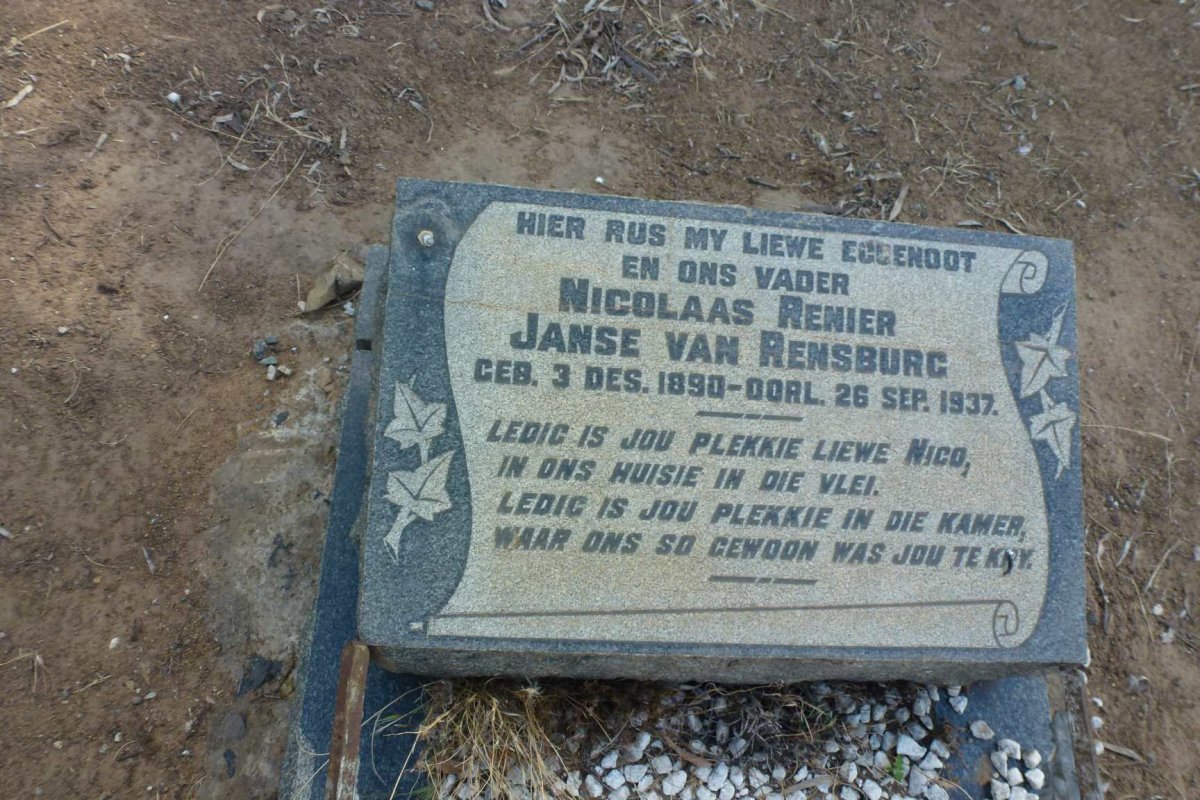 HIER RUS MY LIEWE EGGENOOT
EN ONS VADER
NICOLAAS RENIER
JANSE VAN RENSBURG
GEB. 3 DES. 1890-OORL. 26 SEP. 1937.
LEDIG IS JOU PLEKKIE LIEWE NICO,
IN ONS HUISIE IN DIE VLEI.
LEDIG IS JOU PLEKKIE IN DIE KAMER,
WAAR ONS SO GEWOON WAS JOU TE KRY.